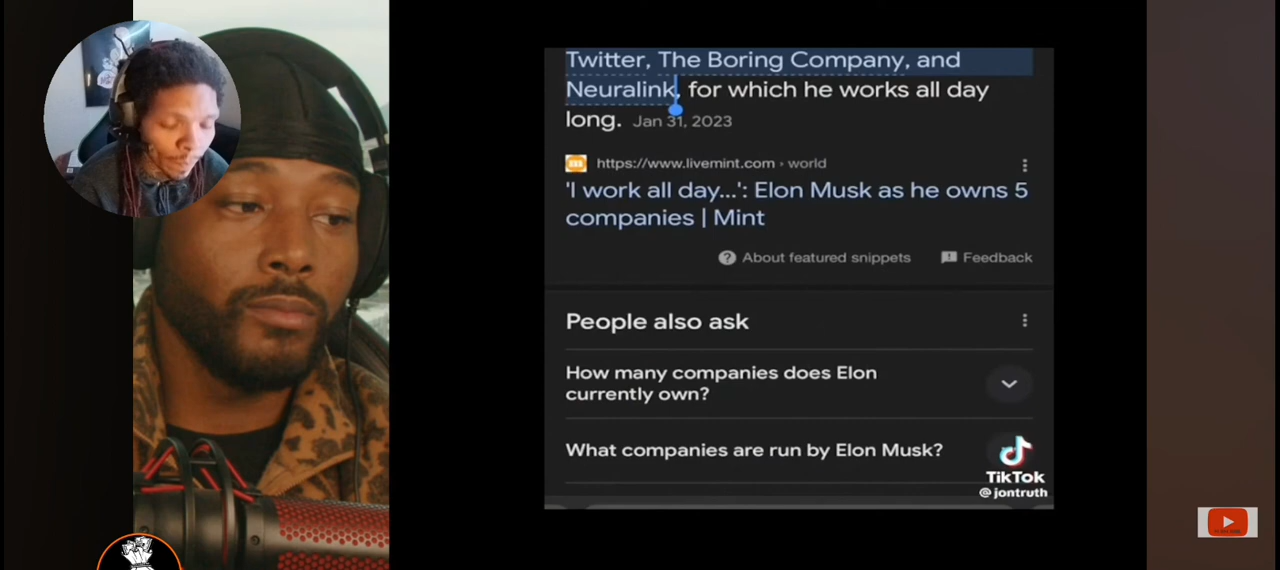 Twitter, The Boring Company, and
Neuralink, for which he works all day
long. Jan 31, 2023
https://www.livemint.com › world
'I work all day...': Elon Musk as he owns 5
companies | Mint
About featured snippets Feedback
People also ask
How many companies does Elon
currently own?
What companies are run by Elon Musk?
TikTok
@jontruth